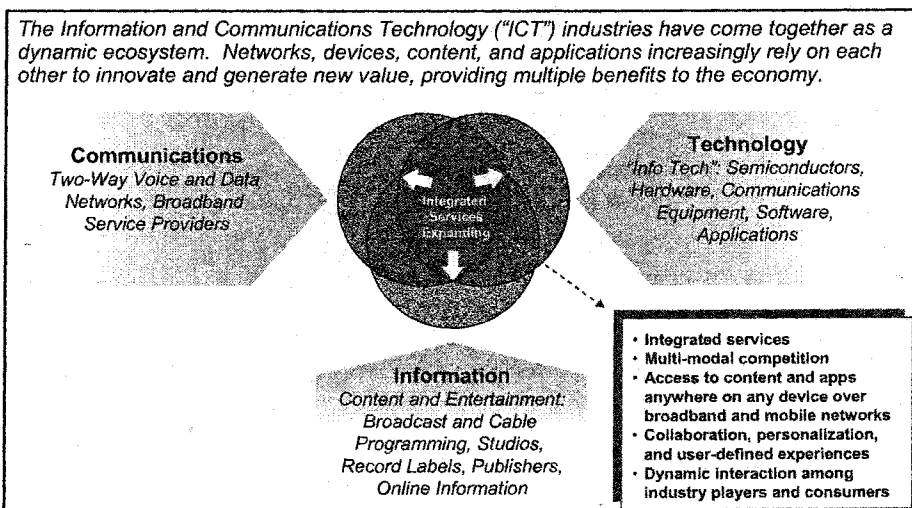 The Information and Communications Technology ("ICT") industries have come together as a
dynamic ecosystem.  Networks, devices, content, and applications increasingly rely on each
other to innovate and generate new value, providing multiple benefits to the economy.
Communications
Two-Way Voice and Data
Networks, Broadband
Service Providers
Integrated
Services
Expanding
Technology
"Info Tech": Semiconductors,
Hardware, Communications
Equipment, Software,
Applications
Information
Content and Entertainment:
Broadcast and Cable
Programming, Studios,
Record Labels, Publishers,
Online Information
• Integrated services
• Multi-modal competition
• Access to content and apps
anywhere on any device over
broadband and mobile networks
• Collaboration, personalization,
and user-defined experiences
• Dynamic interaction among
industry players and consumers